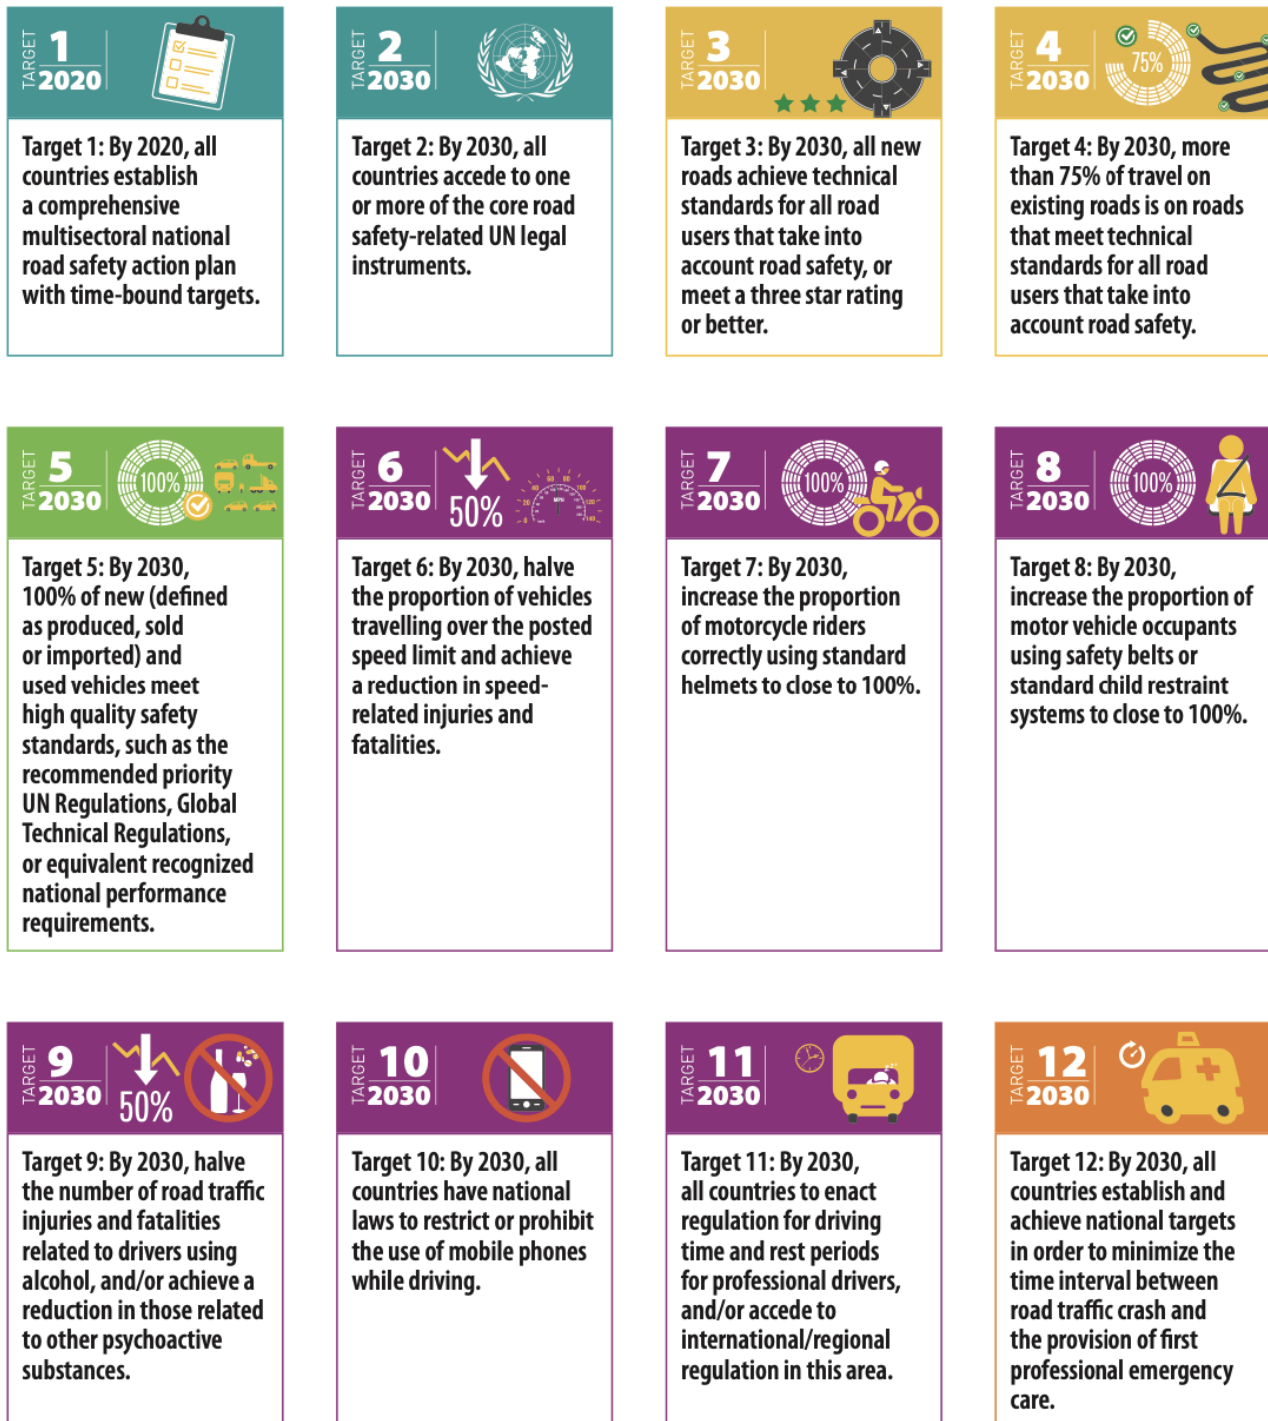 TARGET
1
2020
Target 1: By 2020, all
countries establish
a comprehensive
multisectoral national
road safety action plan
with time-bound targets.
TARGET
2
2030
Target 2: By 2030, all
countries accede to one
or more of the core road
safety-related UN legal
instruments.
TARGET
3
2030
Target 3: By 2030, all new
roads achieve technical
standards for all road
users that take into
account road safety, or
meet a three star rating
or better.
TARGET
4
2030
75%
Target 4: By 2030, more
than 75% of travel on
existing roads is on roads
that meet technical
standards for all road
users that take into
account road safety.
TARGET
5
2030
100%
Target 5: By 2030,
100% of new (defined
as produced, sold
or imported) and
used vehicles meet
high quality safety
standards, such as the
recommended priority
UN Regulations, Global
Technical Regulations,
or equivalent recognized
national performance
requirements.
TARGET
6
2030
50%
0 20 40 60 80 100 120 140
MPH
Target 6: By 2030, halve
the proportion of vehicles
travelling over the posted
speed limit and achieve
a reduction in speed-
related injuries and
fatalities.
TARGET
7
2030
100%
Target 7: By 2030,
increase the proportion
of motorcycle riders
correctly using standard
helmets to close to 100%.
TARGET
8
2030
100%
Target 8: By 2030,
increase the proportion of
motor vehicle occupants
using safety belts or
standard child restraint
systems to close to 100%.
TARGET
9
2030
50%
Target 9: By 2030, halve
the number of road traffic
injuries and fatalities
related to drivers using
alcohol, and/or achieve a
reduction in those related
to other psychoactive
substances.
TARGET
10
2030
Target 10: By 2030, all
countries have national
laws to restrict or prohibit
the use of mobile phones
while driving.
TARGET
11
2030
Target 11: By 2030,
all countries to enact
regulation for driving
time and rest periods
for professional drivers,
and/or accede to
international/regional
regulation in this area.
TARGET
12
2030
Target 12: By 2030, all
countries establish and
achieve national targets
in order to minimize the
time interval between
road traffic crash and
the provision of first
professional emergency
care.